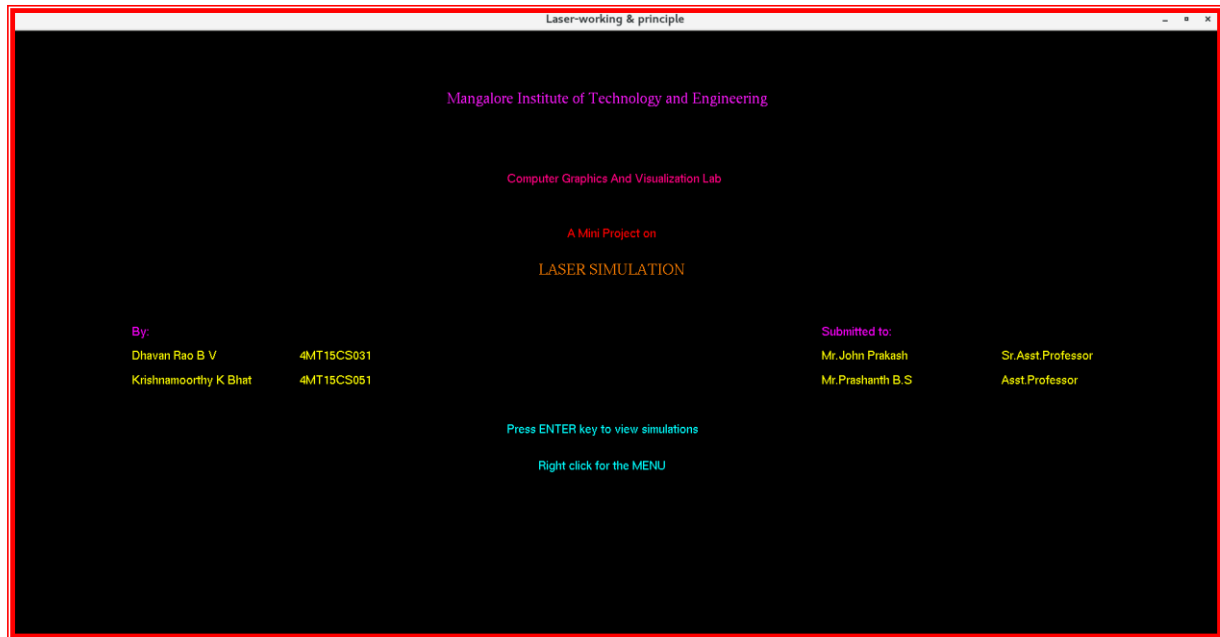 Laser-working & principle
Mangalore Institute of Technology and Engineering
Computer Graphics And Visualization Lab
A Mini Project on
LASER SIMULATION
By:
Submitted to:
Dhavan Rao B V 4MT15CS031
Mr.John Prakash Sr.Asst.Professor
Krishnamoorthy K Bhat 4MT15CS051
Mr.Prashanth B.S Asst.Professor
Press ENTER key to view simulations
Right click for the MENU